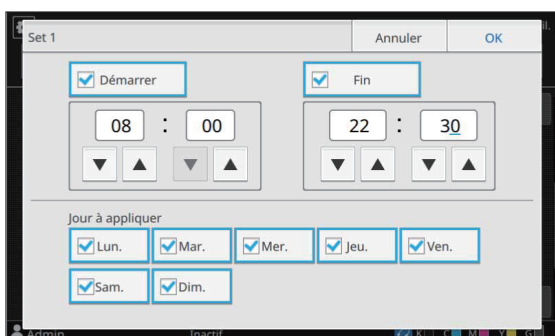 Set 1 Annuler OK
Démarrer Fin
08 : 00 22 : 30
Jour à appliquer
Lun. Mar. Mer. Jeu. Ven.
Sam. Dim.
Admin Inactif K C M Y G